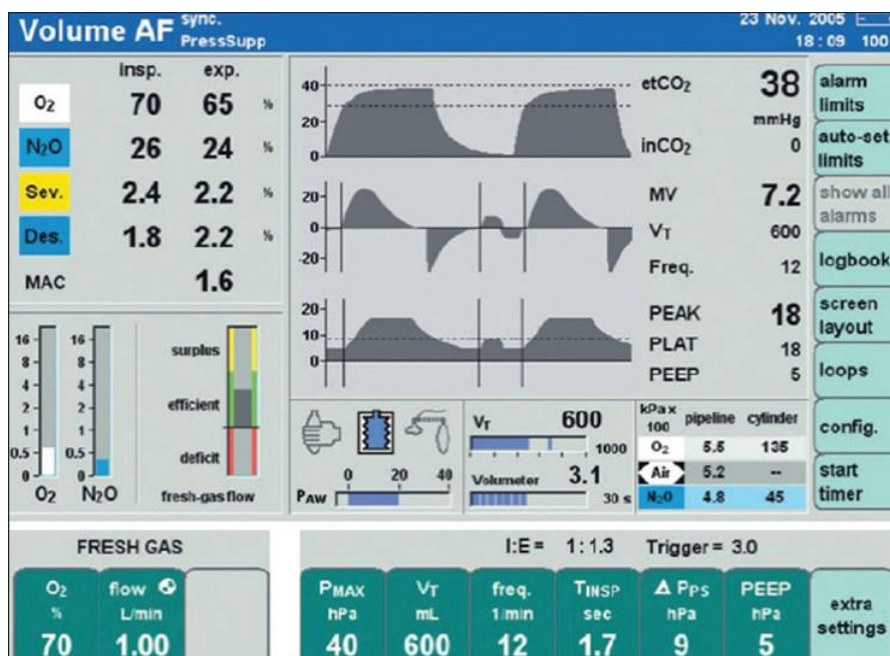 Volume AF sync. PressSupp
23 Nov. 2005
18:09 100
insp. exp.
O2 70 65 %
N2O 26 24 %
Sev. 2.4 2.2 %
Des. 1.8 2.2 %
MAC 1.6
16 16
8 8
4 4
2 2
1 1
0.5 0.5
0 0
O2 N2O
surplus
efficient
deficit
fresh-gas flow
40
20
0
etCO2 38
mmHg
inCO2 0
20
0
-20
MV 7.2
VT 600
Freq. 12
20
10
0
PEAK 18
PLAT 18
PEEP 5
0 20 40
PAW
VT 600
1000
Volumeter 3.1
30 s
kPa x 100 pipeline cylinder
O2 5.5 135
Air 5.2 --
N2O 4.8 45
alarm limits
auto-set limits
show all alarms
logbook
screen layout
loops
config.
start timer
FRESH GAS
I:E = 1:1.3 Trigger = 3.0
O2 % 70
flow L/min 1.00
PMAX hPa 40
VT mL 600
freq. 1/min 12
TINSP sec 1.7
Δ PPS hPa 9
PEEP hPa 5
extra settings